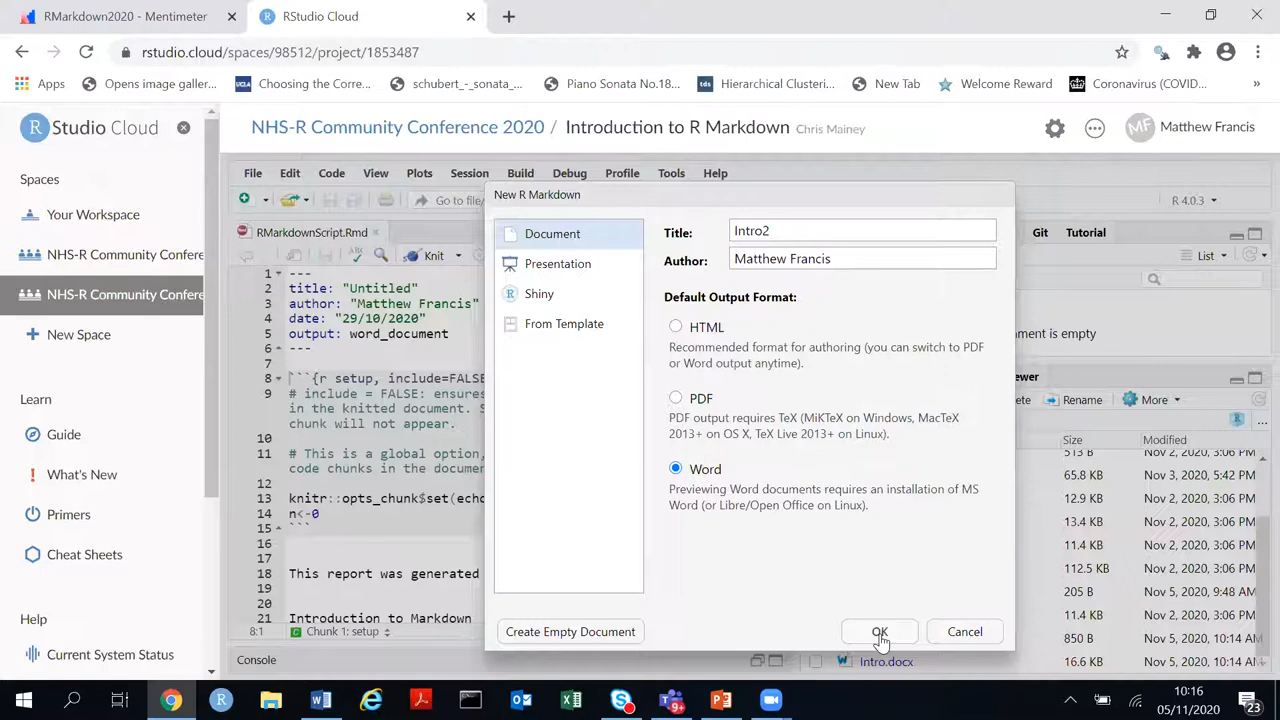 RMarkdown2020 - Mentimeter
RStudio Cloud
rstudio.cloud/spaces/98512/project/1853487
Apps
Opens image galler...
UCLA
Choosing the Corre...
schubert_-_sonata_...
Piano Sonata No.18...
tds
Hierarchical Clusteri...
New Tab
Welcome Reward
Coronavirus (COVID...
»
R Studio Cloud
NHS-R Community Conference 2020 / Introduction to R Markdown Chris Mainey
MF Matthew Francis
Spaces
Your Workspace
NHS-R Community Confere
NHS-R Community Confere
New Space
Learn
Guide
What's New
Primers
Cheat Sheets
Help
Current System Status
File Edit Code View Plots Session Build Debug Profile Tools Help
Go to file/
R 4.0.3
RMarkdownScript.Rmd
Knit
1 ---
2 title: "Untitled"
3 author: "Matthew Francis"
4 date: "29/10/2020"
5 output: word_document
6 ---
7
8 ```{r setup, include=FALSE
9 # include = FALSE: ensures
in the knitted document. S
chunk will not appear.
10
11 # This is a global option,
code chunks in the docume
12
13 knitr::opts_chunk$set(echo
14 n<-0
15 ```
16
17
18 This report was generated
19
20
21 Introduction to Markdown
8:1 Chunk 1: setup
Console
New R Markdown
Document
Presentation
R Shiny
From Template
Title: Intro2
Author: Matthew Francis
Default Output Format:
HTML
Recommended format for authoring (you can switch to PDF
or Word output anytime).
PDF
PDF output requires TeX (MiKTeX on Windows, MacTeX
2013+ on OS X, TeX Live 2013+ on Linux).
Word
Previewing Word documents requires an installation of MS
Word (or Libre/Open Office on Linux).
Create Empty Document
OK
Cancel
Git Tutorial
List
ment is empty
ewer
ete Rename More
Size Modified
513 B Nov 2, 2020, 3:06 PM
65.8 KB Nov 3, 2020, 5:42 PM
12.9 KB Nov 2, 2020, 3:06 PM
13.4 KB Nov 2, 2020, 3:06 PM
11.4 KB Nov 2, 2020, 3:06 PM
112.5 KB Nov 2, 2020, 3:06 PM
205 B Nov 5, 2020, 9:48 AM
11.4 KB Nov 2, 2020, 3:06 PM
850 B Nov 5, 2020, 10:14 AM
Intro.docx 16.6 KB Nov 5, 2020, 10:14 AM
9+
10:16
05/11/2020
23